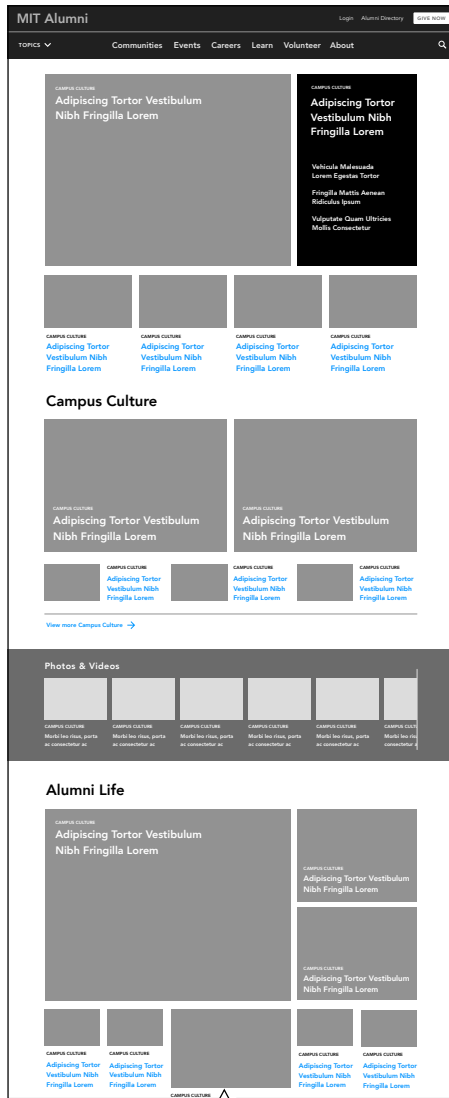 MIT Alumni
Login Alumni Directory GIVE NOW
TOPICS Communities Events Careers Learn Volunteer About
CAMPUS CULTURE
Adipiscing Tortor Vestibulum
Nibh Fringilla Lorem
CAMPUS CULTURE
Adipiscing Tortor
Vestibulum Nibh
Fringilla Lorem
Vehicula Malesuada
Lorem Egestas Tortor
Fringilla Mattis Aenean
Ridiculus Ipsum
Vulputate Quam Ultricies
Mollis Consectetur
CAMPUS CULTURE
Adipiscing Tortor
Vestibulum Nibh
Fringilla Lorem
CAMPUS CULTURE
Adipiscing Tortor
Vestibulum Nibh
Fringilla Lorem
CAMPUS CULTURE
Adipiscing Tortor
Vestibulum Nibh
Fringilla Lorem
CAMPUS CULTURE
Adipiscing Tortor
Vestibulum Nibh
Fringilla Lorem
Campus Culture
CAMPUS CULTURE
Adipiscing Tortor Vestibulum
Nibh Fringilla Lorem
CAMPUS CULTURE
Adipiscing Tortor Vestibulum
Nibh Fringilla Lorem
CAMPUS CULTURE
Adipiscing Tortor
Vestibulum Nibh
Fringilla Lorem
CAMPUS CULTURE
Adipiscing Tortor
Vestibulum Nibh
Fringilla Lorem
CAMPUS CULTURE
Adipiscing Tortor
Vestibulum Nibh
Fringilla Lorem
View more Campus Culture
Photos & Videos
CAMPUS CULTURE
Morbi leo risus, porta
ac consectetur ac
CAMPUS CULTURE
Morbi leo risus, porta
ac consectetur ac
CAMPUS CULTURE
Morbi leo risus, porta
ac consectetur ac
CAMPUS CULTURE
Morbi leo risus, porta
ac consectetur ac
CAMPUS CULTURE
Morbi leo risus, porta
ac consectetur ac
CAMPUS
Morbi leo
ac consectetur
Alumni Life
CAMPUS CULTURE
Adipiscing Tortor Vestibulum
Nibh Fringilla Lorem
CAMPUS CULTURE
Adipiscing Tortor Vestibulum
Nibh Fringilla Lorem
CAMPUS CULTURE
Adipiscing Tortor Vestibulum
Nibh Fringilla Lorem
CAMPUS CULTURE
Adipiscing Tortor
Vestibulum Nibh
Fringilla Lorem
CAMPUS CULTURE
Adipiscing Tortor
Vestibulum Nibh
Fringilla Lorem
CAMPUS CULTURE
CAMPUS CULTURE
Adipiscing Tortor
Vestibulum Nibh
Fringilla Lorem
CAMPUS CULTURE
Adipiscing Tortor
Vestibulum Nibh
Fringilla Lorem